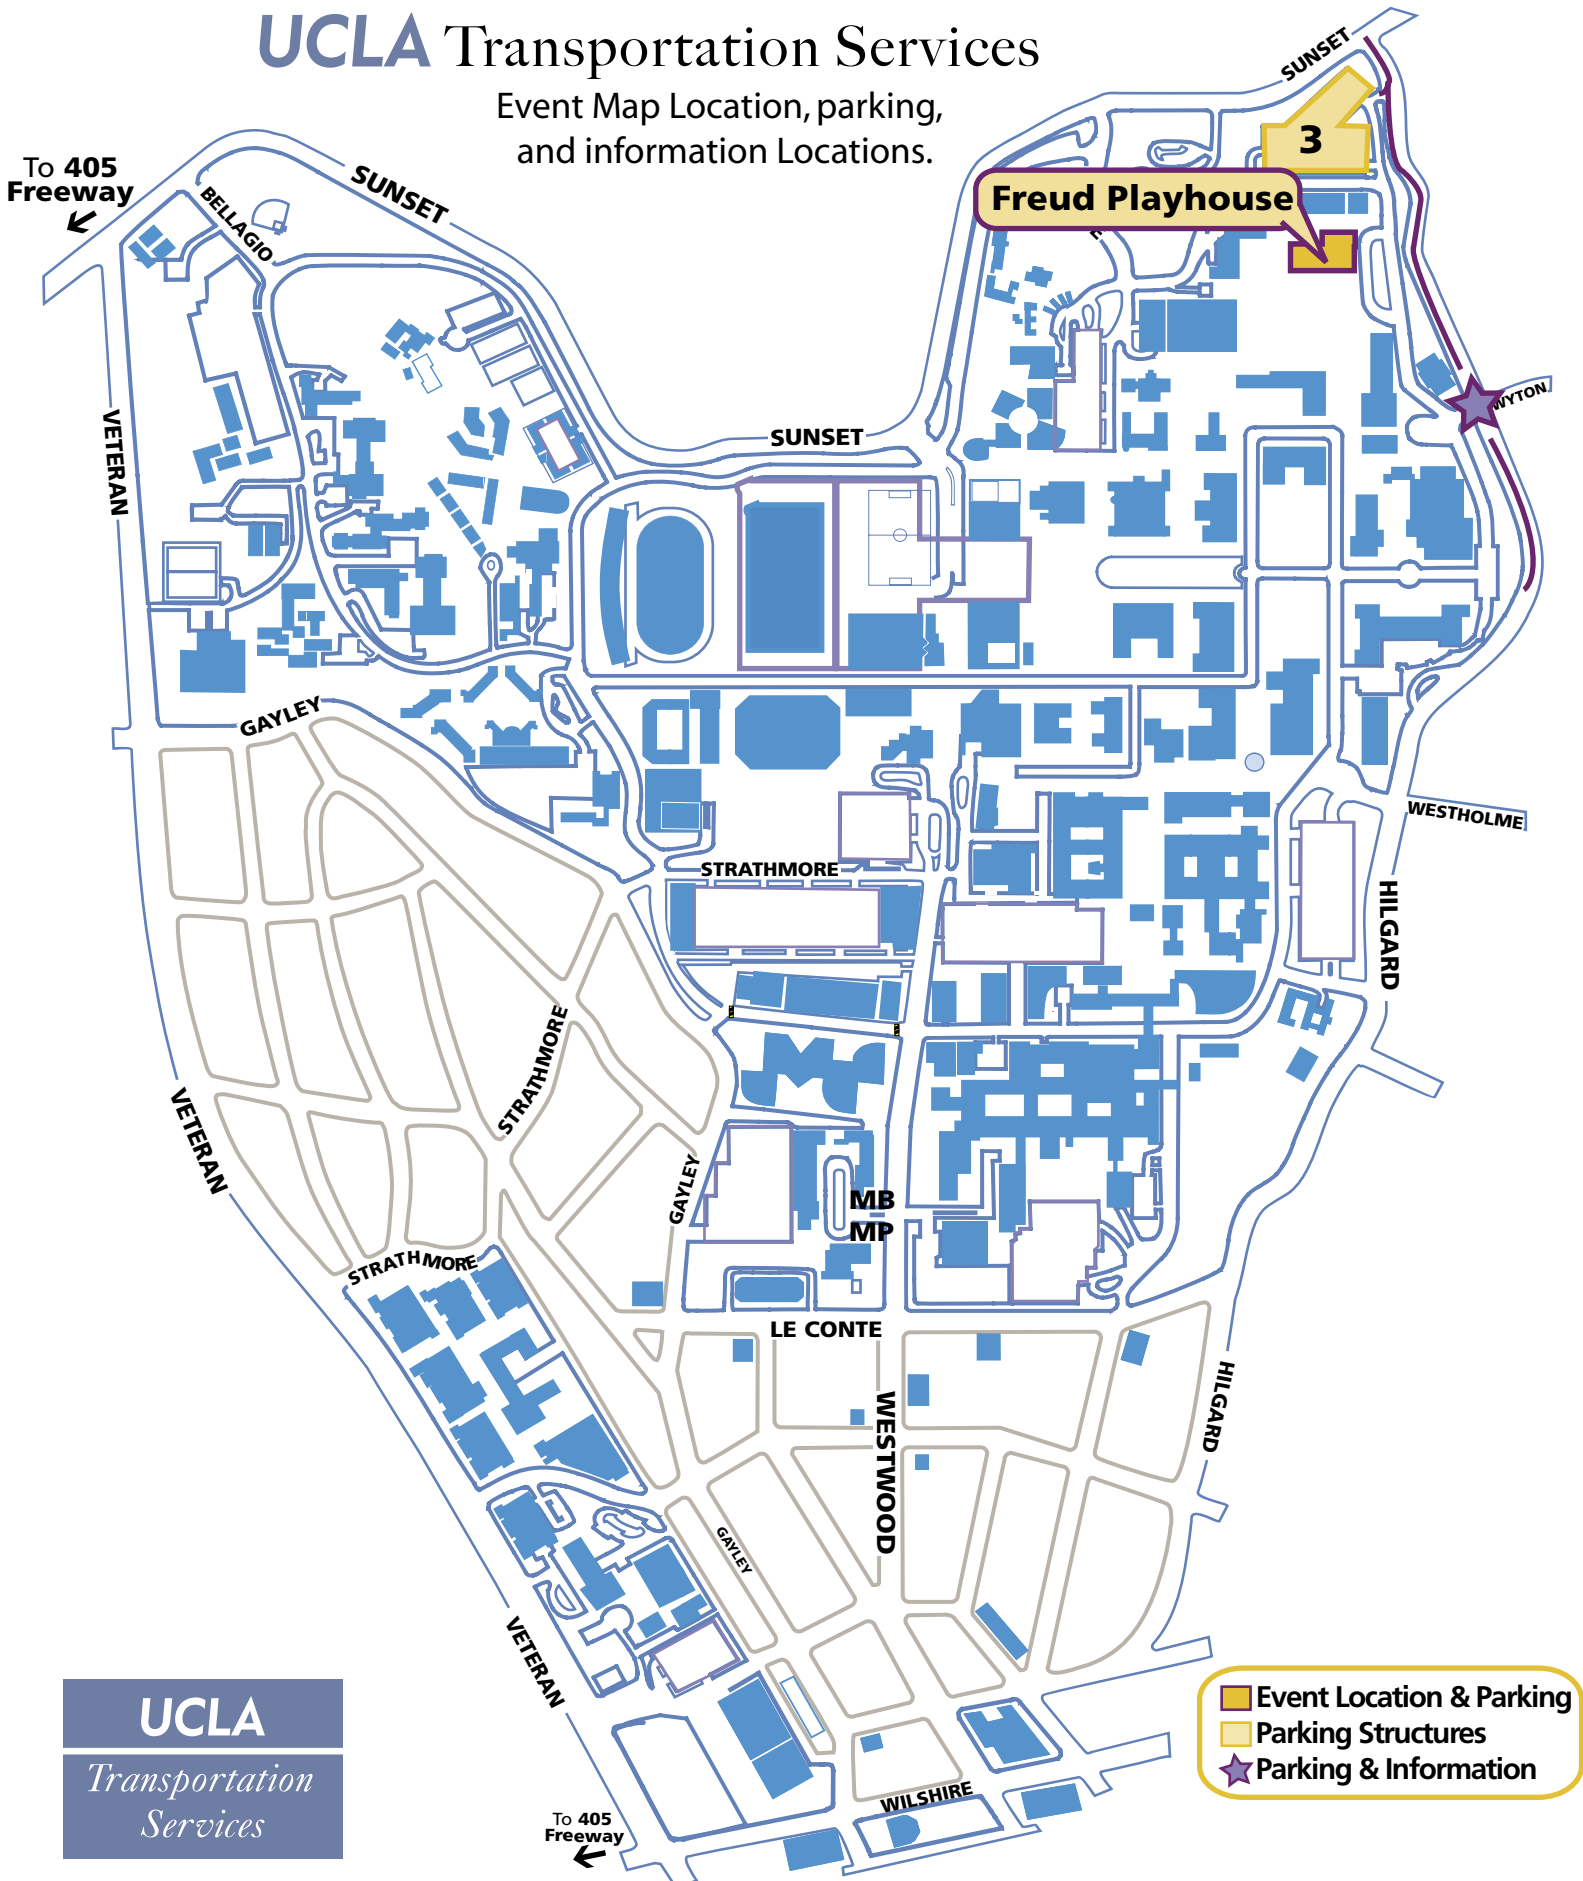 UCLA Transportation Services
Event Map Location, parking,
and information Locations.
SUNSET
3
To 405
Freeway
SUNSET
BELLAGIO
Freud Playhouse
E
WYTON
VETERAN
SUNSET
GAYLEY
WESTHOLME
STRATHMORE
HILGARD
STRATHMORE
VETERAN
GAYLEY
MB
MP
STRATHMORE
LE CONTE
HILGARD
WESTWOOD
GAYLEY
VETERAN
UCLA
Transportation
Services
Event Location & Parking
Parking Structures
Parking & Information
WILSHIRE
To 405
Freeway